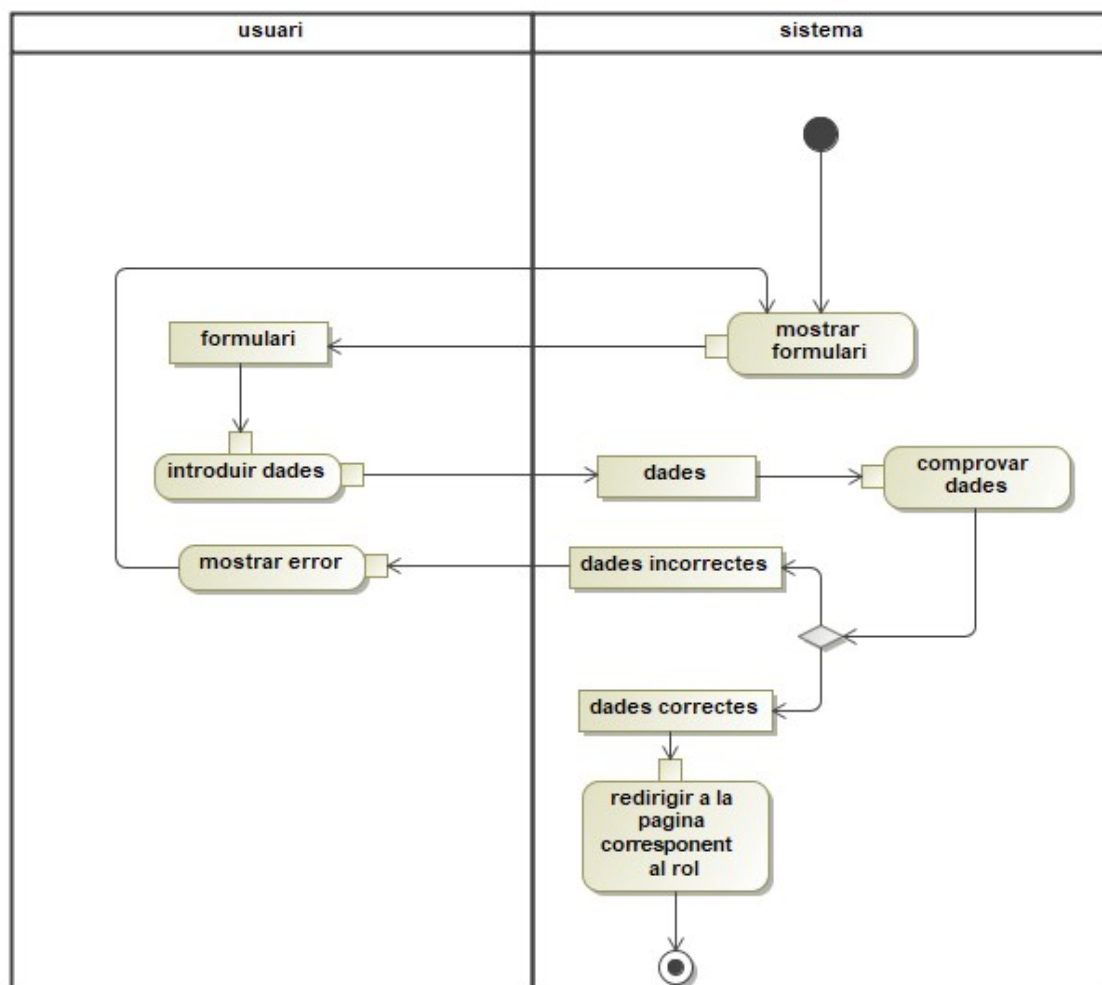 usuari
sistema
mostrar
formulari
formulari
introduir dades
dades
comprovar
dades
mostrar error
dades incorrectes
dades correctes
redirigir a la
pagina
corresponent
al rol